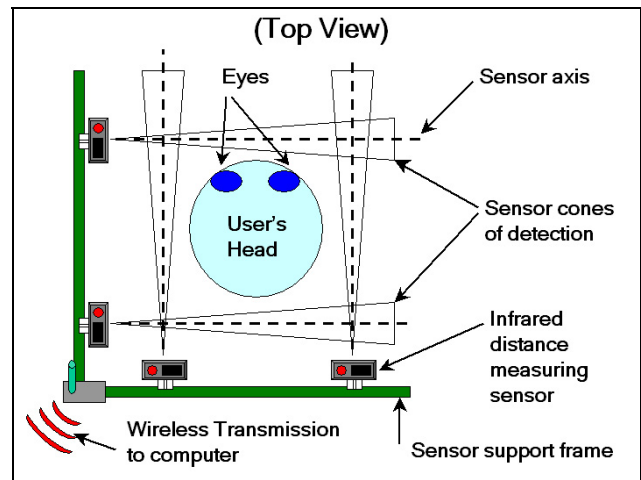 (Top View)
Eyes
Sensor axis
User's
Head
Sensor cones
of detection
Infrared
distance
measuring
sensor
Wireless Transmission
to computer
Sensor support frame